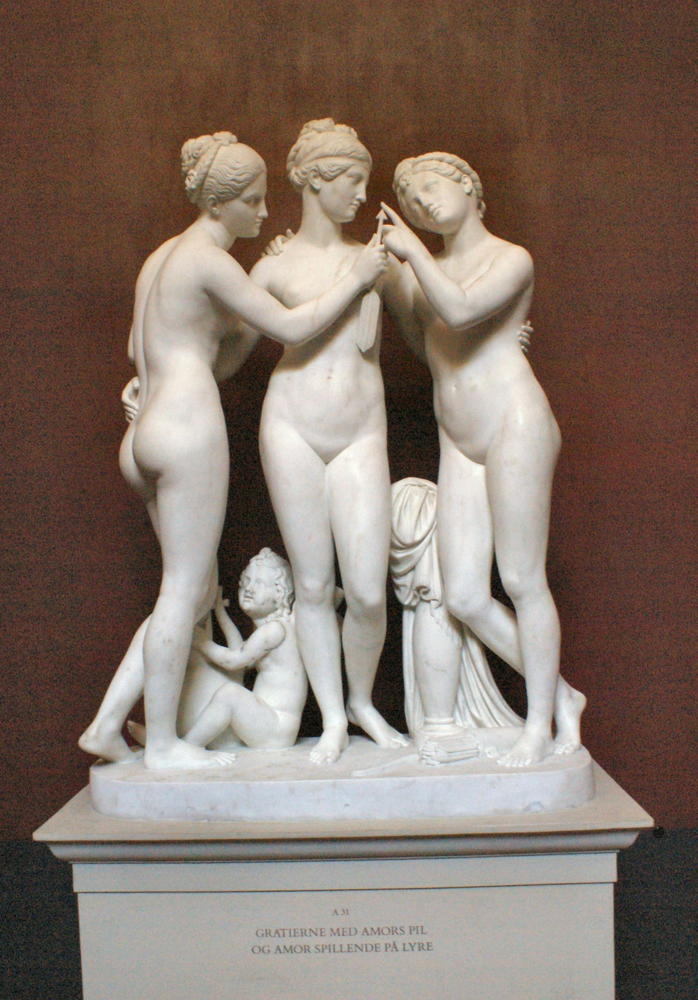 A 31
GRATIERNE MED AMORS PIL
OG AMOR SPILLENDE PÅ LYRE